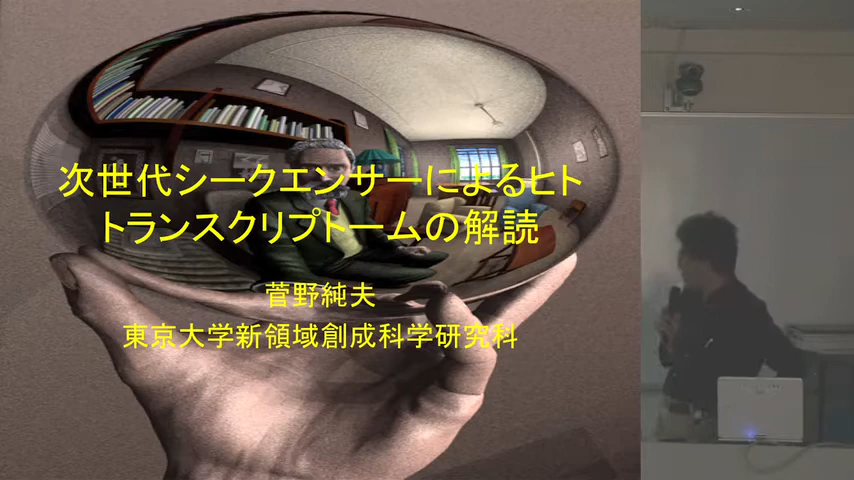 次世代シークエンサーによるヒト
トランスクリプトームの解読
菅野純夫
東京大学新領域創成科学研究科